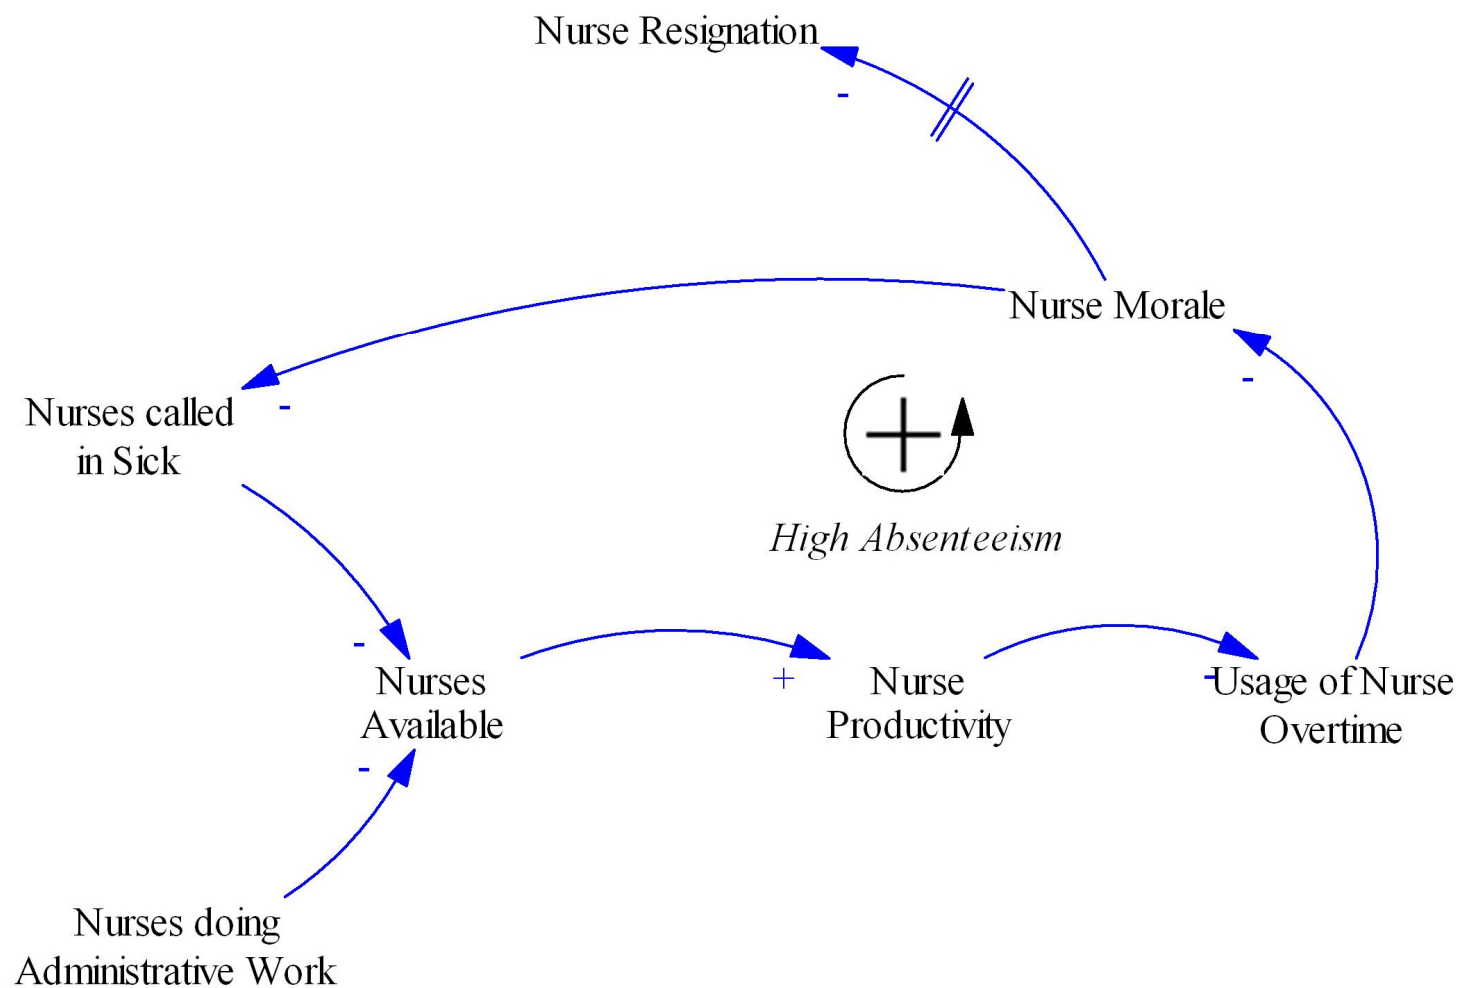 Nurse Resignation
-
Nurse Morale
-
Nurses called
in Sick
-
+
High Absenteeism
-
Nurses
Available
+
Nurse
Productivity
-
Usage of Nurse
Overtime
-
Nurses doing
Administrative Work